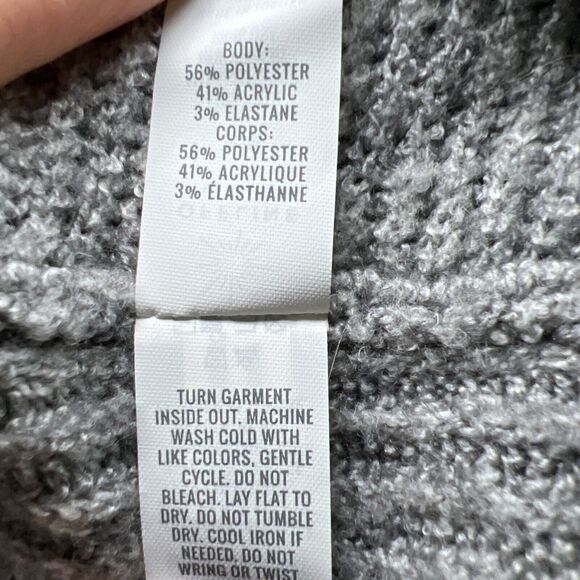 BODY:
56% POLYESTER
41% ACRYLIC
3% ELASTANE
CORPS:
56% POLYESTER
41% ACRYLIQUE
3% ÉLASTHANNE
TURN GARMENT
INSIDE OUT. MACHINE
WASH COLD WITH
LIKE COLORS, GENTLE
CYCLE. DO NOT
BLEACH. LAY FLAT TO
DRY. DO NOT TUMBLE
DRY. COOL IRON IF
NEEDED. DO NOT
WRING OR TWIST